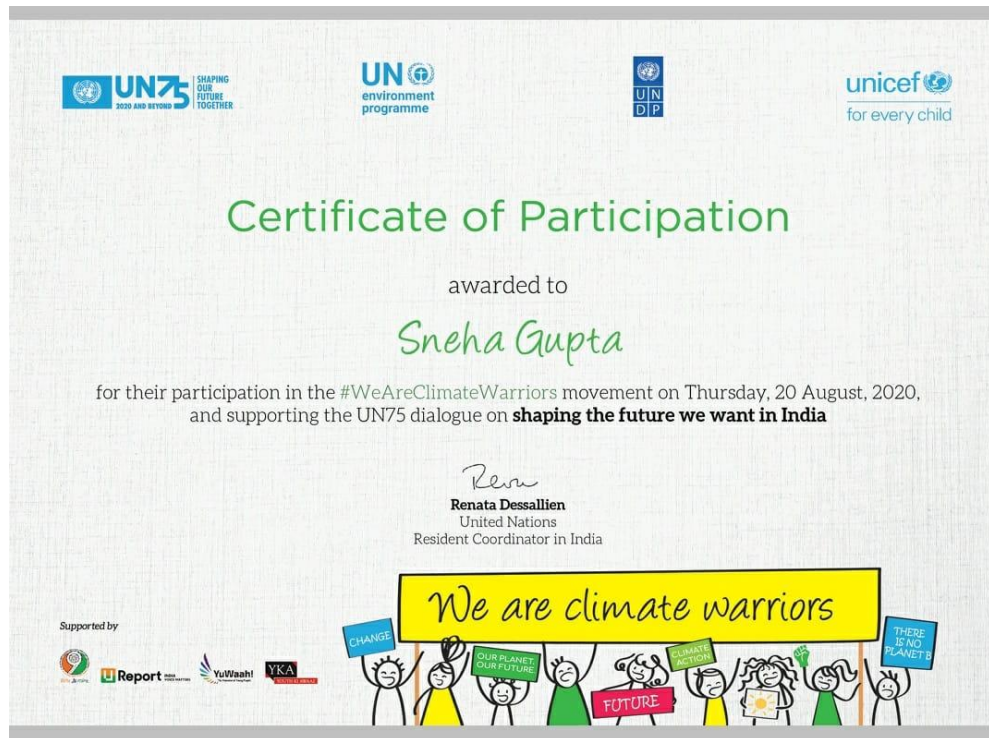 UN75
2020 AND BEYOND
SHAPING
OUR
FUTURE
TOGETHER
UN
environment
programme
UN
DP
unicef
for every child
Certificate of Participation
awarded to
Sneha Gupta
for their participation in the #WeAreClimateWarriors movement on Thursday, 20 August, 2020,
and supporting the UN75 dialogue on shaping the future we want in India
Renata Dessallien
United Nations
Resident Coordinator in India
We are climate warriors
Supported by
U Report
YuWaah!
YKA
CHANGE
OUR PLANET,
OUR FUTURE
FUTURE
CLIMATE
ACTION
THERE
IS NO
PLANET B